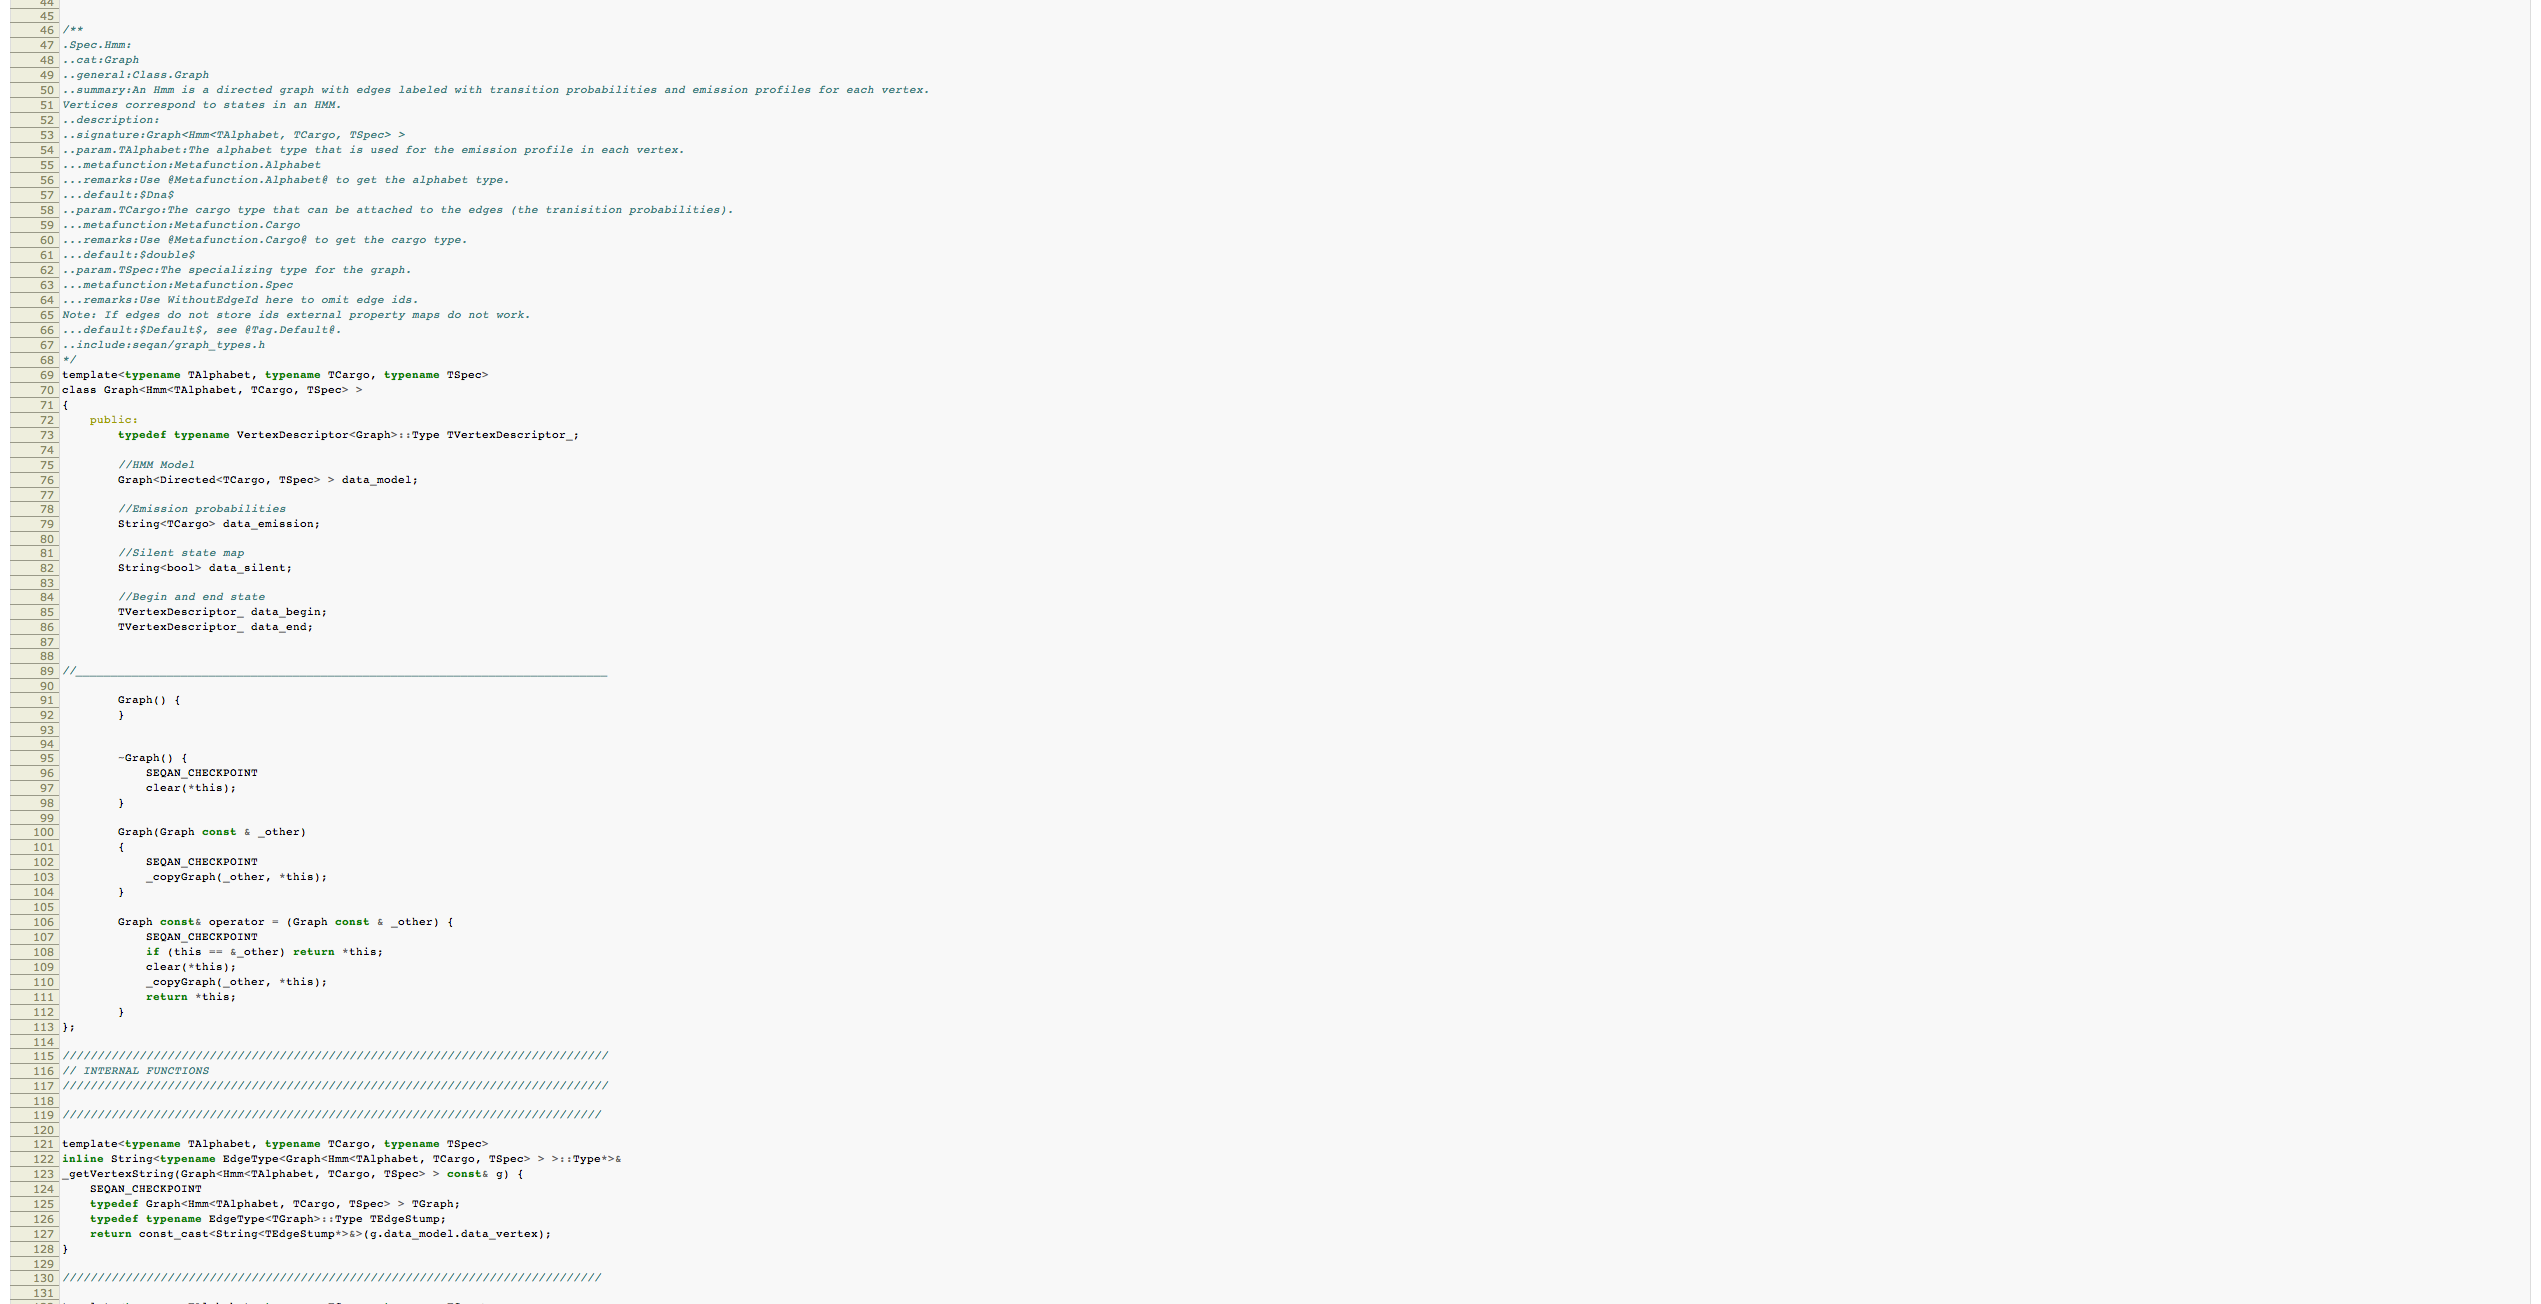 44
45
46 /**
47 .Spec.Hmm:
48 ..cat:Graph
49 ..general:Class.Graph
50 ..summary:An Hmm is a directed graph with edges labeled with transition probabilities and emission profiles for each vertex.
51 Vertices correspond to states in an HMM.
52 ..description:
53 ..signature:Graph<Hmm<TAlphabet, TCargo, TSpec> >
54 ..param.TAlphabet:The alphabet type that is used for the emission profile in each vertex.
55 ...metafunction:Metafunction.Alphabet
56 ...remarks:Use @Metafunction.Alphabet@ to get the alphabet type.
57 ...default:$Dna$
58 ..param.TCargo:The cargo type that can be attached to the edges (the tranisition probabilities).
59 ...metafunction:Metafunction.Cargo
60 ...remarks:Use @Metafunction.Cargo@ to get the cargo type.
61 ...default:$double$
62 ..param.TSpec:The specializing type for the graph.
63 ...metafunction:Metafunction.Spec
64 ...remarks:Use WithoutEdgeId here to omit edge ids.
65 Note: If edges do not store ids external property maps do not work.
66 ...default:$Default$, see @Tag.Default@.
67 ..include:seqan/graph_types.h
68 */
69 template<typename TAlphabet, typename TCargo, typename TSpec>
70 class Graph<Hmm<TAlphabet, TCargo, TSpec> >
71 {
72     public:
73         typedef typename VertexDescriptor<Graph>::Type TVertexDescriptor_;
74
75         //HMM Model
76         Graph<Directed<TCargo, TSpec> > data_model;
77
78         //Emission probabilities
79         String<TCargo> data_emission;
80
81         //Silent state map
82         String<bool> data_silent;
83
84         //Begin and end state
85         TVertexDescriptor_ data_begin;
86         TVertexDescriptor_ data_end;
87
88
89 //____________________________________________________________________________
90
91         Graph() {
92         }
93
94
95         ~Graph() {
96             SEQAN_CHECKPOINT
97             clear(*this);
98         }
99
100         Graph(Graph const & _other)
101         {
102             SEQAN_CHECKPOINT
103             _copyGraph(_other, *this);
104         }
105
106         Graph const& operator = (Graph const & _other) {
107             SEQAN_CHECKPOINT
108             if (this == &_other) return *this;
109             clear(*this);
110             _copyGraph(_other, *this);
111             return *this;
112         }
113 };
114
115 //////////////////////////////////////////////////////////////////////////////
116 // INTERNAL FUNCTIONS
117 //////////////////////////////////////////////////////////////////////////////
118
119 /////////////////////////////////////////////////////////////////////////////
120
121 template<typename TAlphabet, typename TCargo, typename TSpec>
122 inline String<typename EdgeType<Graph<Hmm<TAlphabet, TCargo, TSpec> > >::Type*>&
123 _getVertexString(Graph<Hmm<TAlphabet, TCargo, TSpec> > const& g) {
124     SEQAN_CHECKPOINT
125     typedef Graph<Hmm<TAlphabet, TCargo, TSpec> > TGraph;
126     typedef typename EdgeType<TGraph>::Type TEdgeStump;
127     return const_cast<String<TEdgeStump*>&>(g.data_model.data_vertex);
128 }
129
130 /////////////////////////////////////////////////////////////////////////////
131